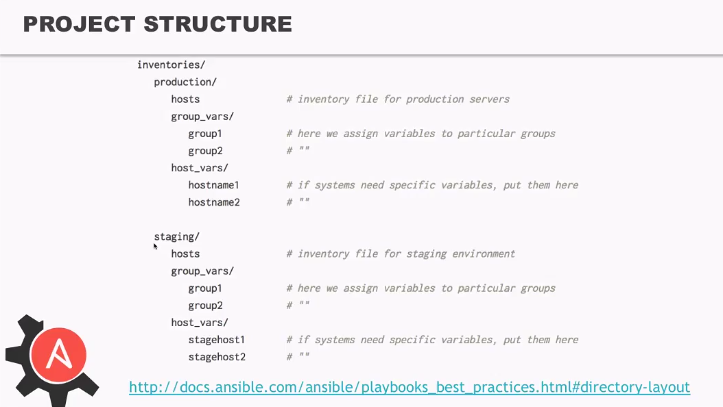 PROJECT STRUCTURE
inventories/
production/
hosts # inventory file for production servers
group_vars/
group1 # here we assign variables to particular groups
group2 # ""
host_vars/
hostname1 # if systems need specific variables, put them here
hostname2 # ""
staging/
hosts # inventory file for staging environment
group_vars/
group1 # here we assign variables to particular groups
group2 # ""
host_vars/
stagehost1 # if systems need specific variables, put them here
stagehost2 # ""
http://docs.ansible.com/ansible/playbooks_best_practices.html#directory-layout